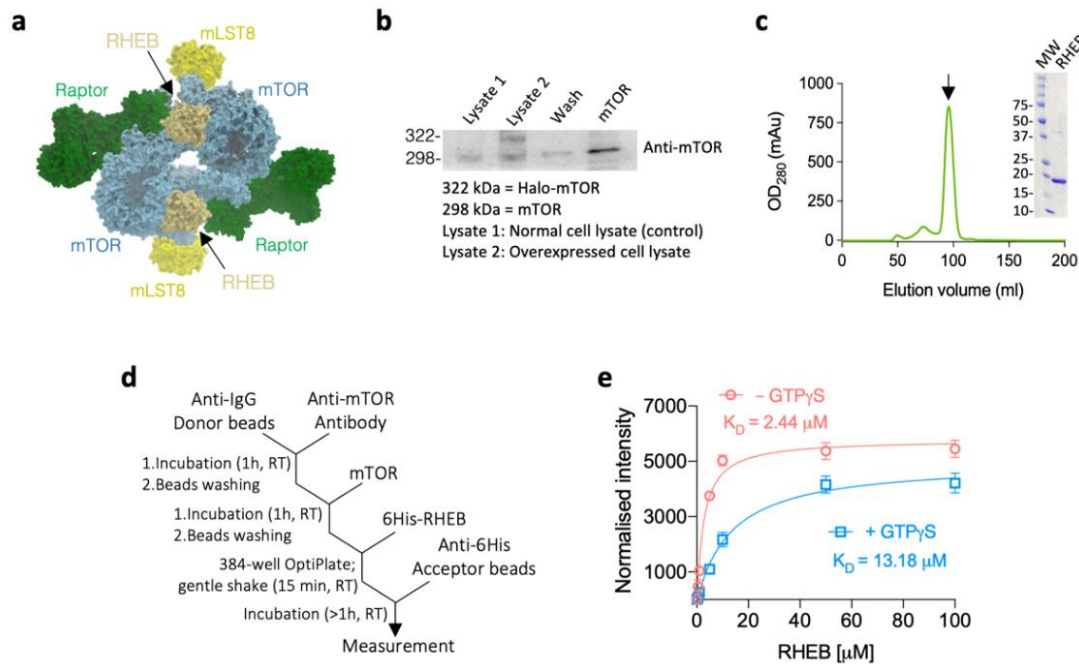 a
mLST8
RHEB
Raptor
mTOR
mTOR
Raptor
RHEB
mLST8
b
Lysate 1
Lysate 2
Wash
mTOR
322-
298-
Anti-mTOR
322 kDa = Halo-mTOR
298 kDa = mTOR
Lysate 1: Normal cell lysate (control)
Lysate 2: Overexpressed cell lysate
c
OD280 (mAu)
1000
750
500
250
0
0 50 100 150 200
Elution volume (ml)
MW
RHEB
75-
50-
37-
25-
20-
15-
10-
d
Anti-IgG
Donor beads
Anti-mTOR
Antibody
1.Incubation (1h, RT)
2.Beads washing
mTOR
1.Incubation (1h, RT)
2.Beads washing
6His-RHEB
384-well OptiPlate;
gentle shake (15 min, RT)
Anti-6His
Acceptor beads
Incubation (>1h, RT)
Measurement
e
Normalised intensity
7000
5000
3000
1000
– GTPγS
KD = 2.44 μM
+ GTPγS
KD = 13.18 μM
0 20 40 60 80 100
RHEB [μM]